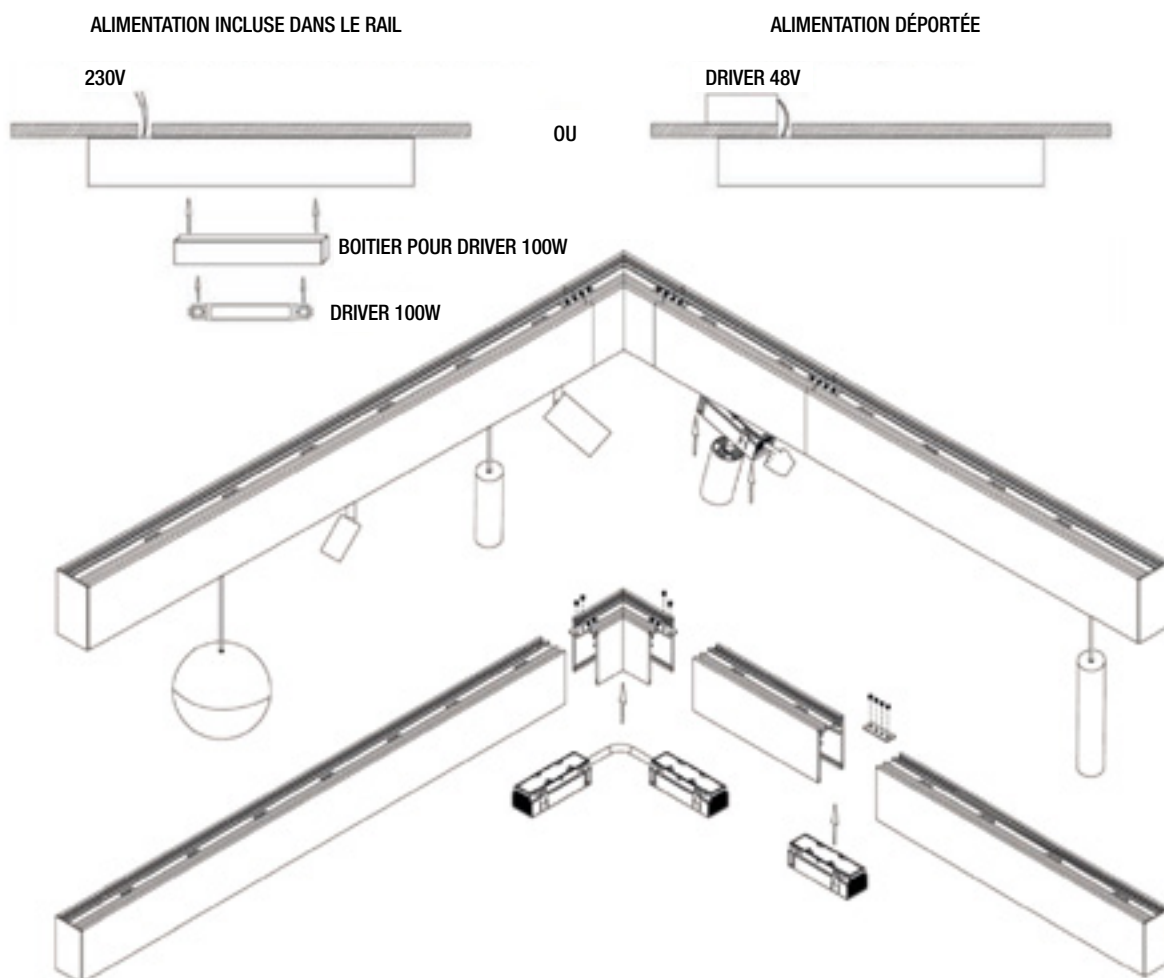 ALIMENTATION INCLUSE DANS LE RAIL
ALIMENTATION DÉPORTÉE
230V
DRIVER 48V
OU
BOITIER POUR DRIVER 100W
DRIVER 100W